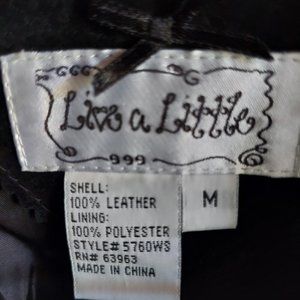 Live a Little
999
SHELL:
100% LEATHER
LINING:
100% POLYESTER
STYLE# 5760WS
RN# 63963
MADE IN CHINA
M